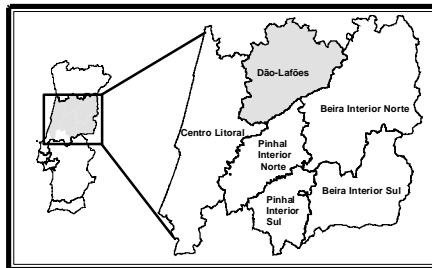 Dão-Lafões
Beira Interior Norte
Centro Litoral
Pinhal
Interior
Norte
Beira Interior Sul
Pinhal
Interior
Sul